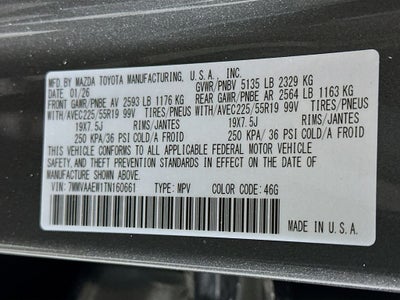 MFD. BY MAZDA TOYOTA MANUFACTURING, U.S.A., INC.
DATE: 01/26 GVWR/PNBV 5135 LB 2329 KG
FRONT GAWR/PNBE AV 2593 LB 1176 KG REAR GAWR/PNBE AR 2564 LB 1163 KG
WITH/AVEC225/55R19 99V TIRES/PNEUS WITH/AVEC225/55R19 99V TIRES/PNEUS
19X7.5J RIMS/JANTES 19X7.5J RIMS/JANTES
250 KPA/ 36 PSI COLD/A FROID 250 KPA/ 36 PSI COLD/A FROID
THIS VEHICLE CONFORMS TO ALL APPLICABLE FEDERAL MOTOR VEHICLE
SAFETY, BUMPER, AND THEFT PREVENTION STANDARDS IN EFFECT ON THE DATE OF
MANUFACTURE SHOWN ABOVE.
VIN: 7MMVAAEW1TN160661 TYPE: MPV COLOR CODE: 46G
MADE IN U.S.A.